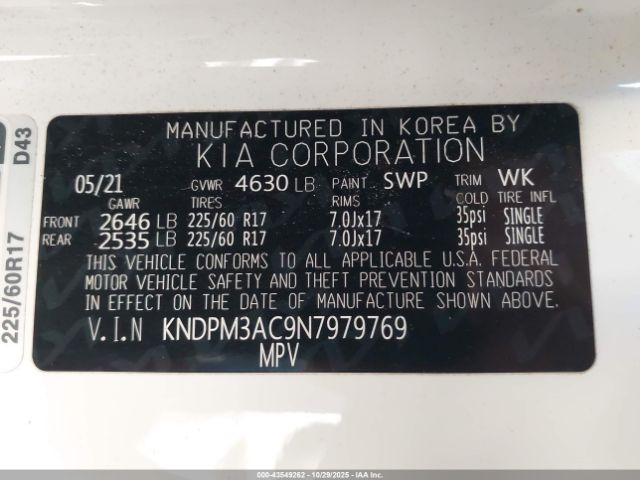 MANUFACTURED IN KOREA BY
KIA CORPORATION
05/21 GVWR 4630 LB PAINT SWP TRIM WK
GAWR TIRES RIMS COLD TIRE INFL
FRONT 2646 LB 225/60 R17 7.0Jx17 35psi SINGLE
REAR 2535 LB 225/60 R17 7.0Jx17 35psi SINGLE
THIS VEHICLE CONFORMS TO ALL APPLICABLE U.S.A. FEDERAL
MOTOR VEHICLE SAFETY AND THEFT PREVENTION STANDARDS
IN EFFECT ON THE DATE OF MANUFACTURE SHOWN ABOVE.
V.I.N KNDPM3AC9N7979769
MPV
D43
225/60R17
000-43549262 - 10/29/2025 - IAAI.COM